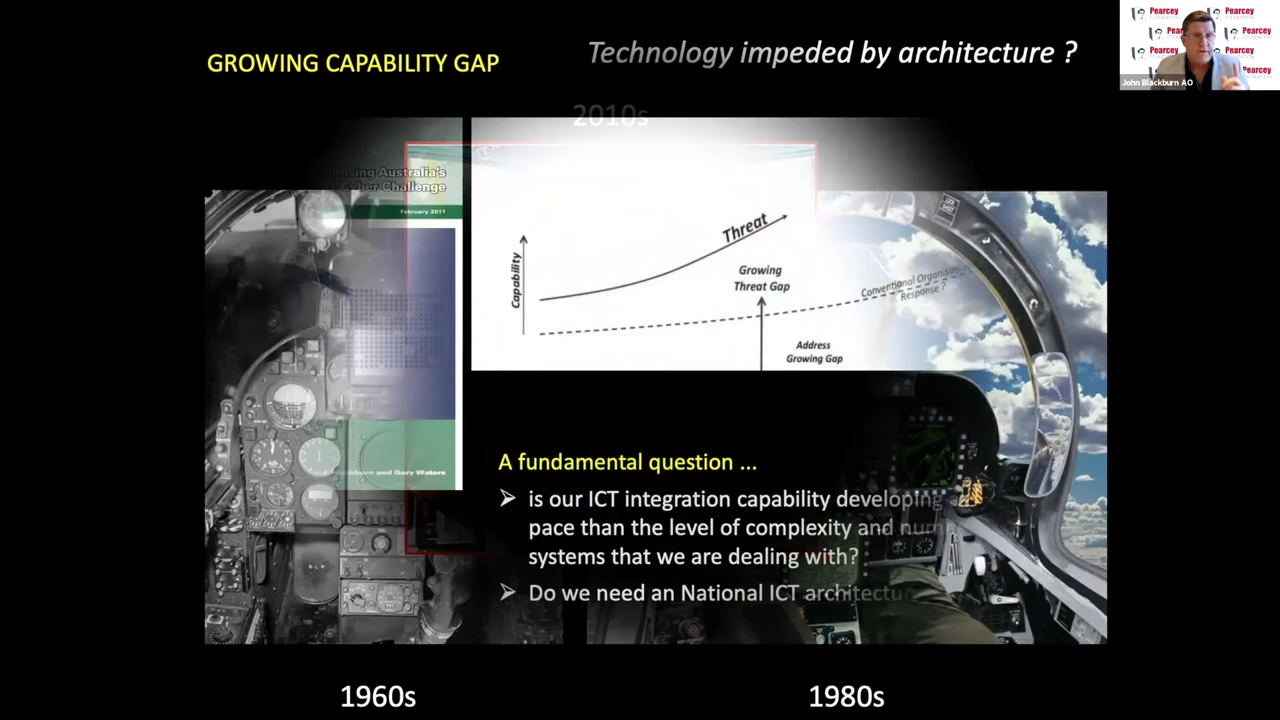 GROWING CAPABILITY GAP
Technology impeded by architecture ?
Pearcey
Pearcey
Pearcey
Pearcey
Pearcey
Pearcey
John Blackburn AO
2010s
Australia's
Cyber Challenge
February 2011
and Gary Waters
Capability
Threat
Growing
Threat Gap
Conventional Organisation
Response ?
Address
Growing Gap
A fundamental question ...
➢ is our ICT integration capability developing
pace than the level of complexity and
systems that we are dealing with?
➢ Do we need an National ICT
1960s
1980s